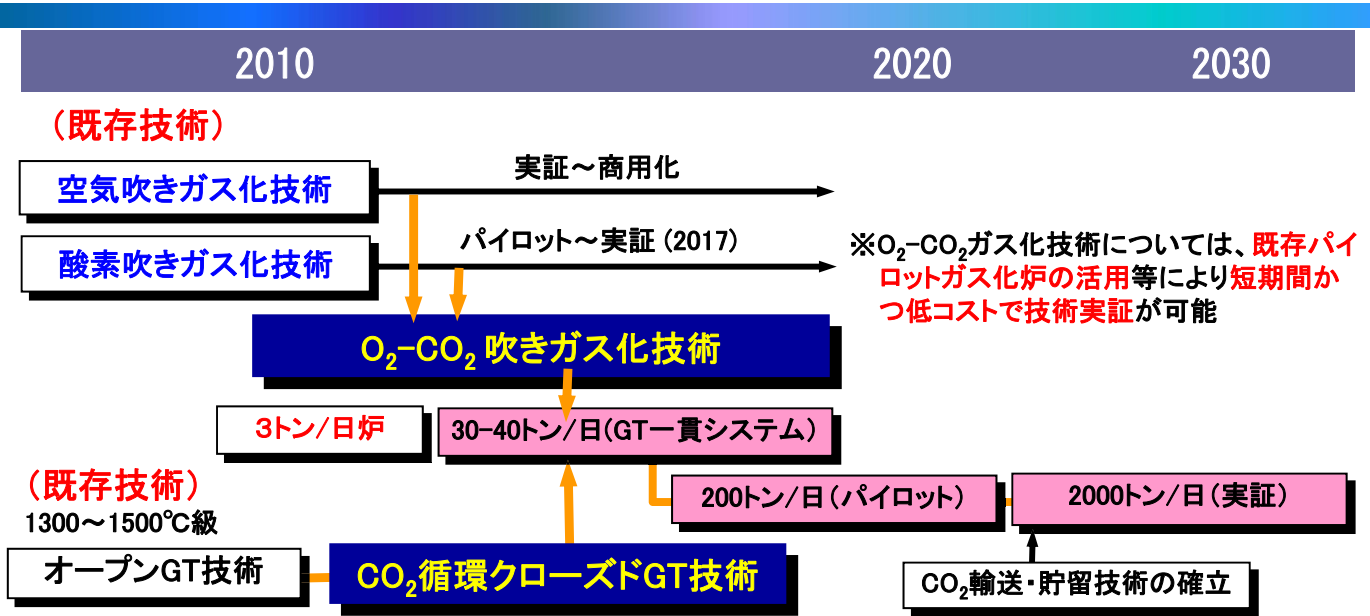 2010 2020 2030
（既存技術）
空気吹きガス化技術
実証～商用化
酸素吹きガス化技術
パイロット～実証(2017)
※O₂-CO₂ガス化技術については、既存パイ
ロットガス化炉の活用等により短期間か
つ低コストで技術実証が可能
O₂-CO₂ 吹きガス化技術
３トン/日炉
30-40トン/日(GT一貫システム)
（既存技術）
1300～1500℃級
200トン/日（パイロット）
2000トン/日（実証）
オープンGT技術
CO₂循環クローズドGT技術
CO₂輸送・貯留技術の確立